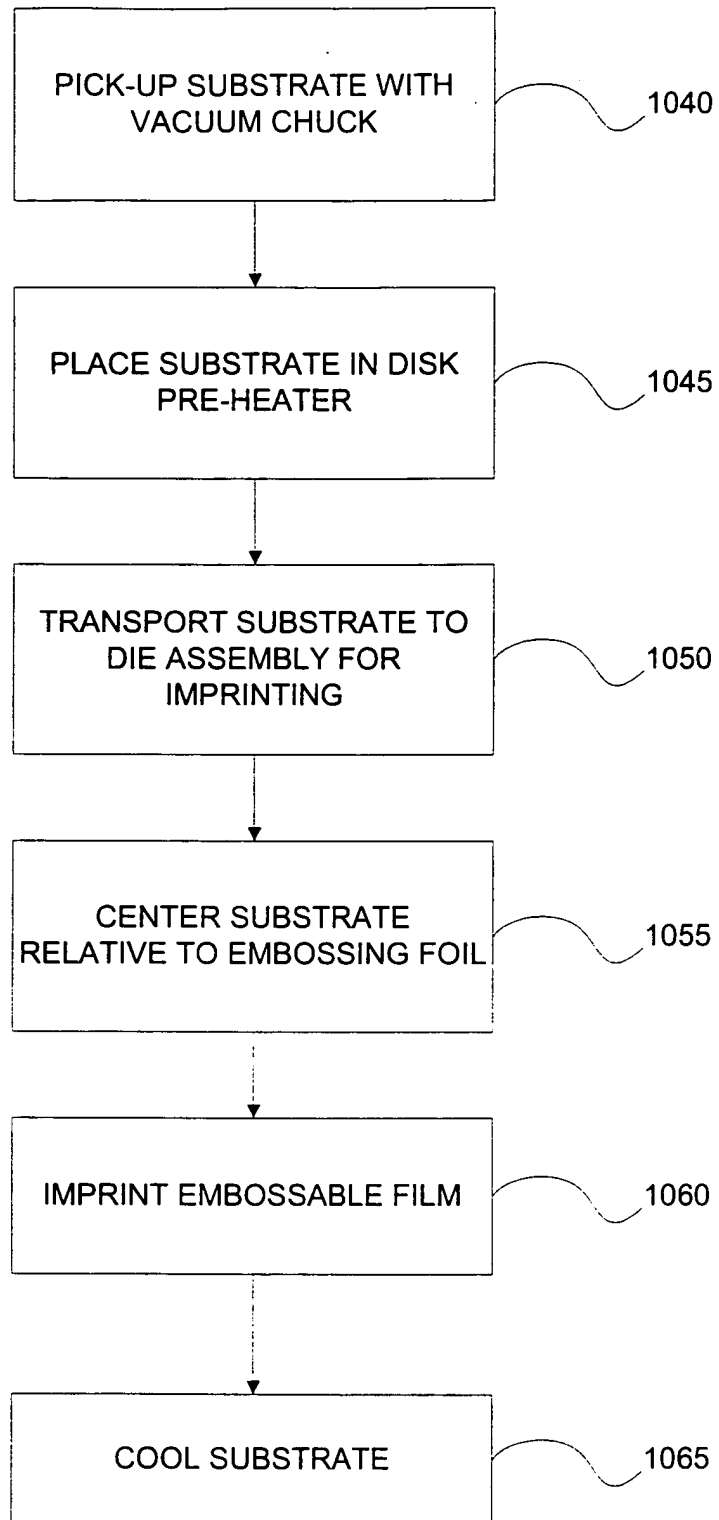 PICK-UP SUBSTRATE WITH
VACUUM CHUCK
1040
PLACE SUBSTRATE IN DISK
PRE-HEATER
1045
TRANSPORT SUBSTRATE TO
DIE ASSEMBLY FOR
IMPRINTING
1050
CENTER SUBSTRATE
RELATIVE TO EMBOSSING FOIL
1055
IMPRINT EMBOSSABLE FILM
1060
COOL SUBSTRATE
1065